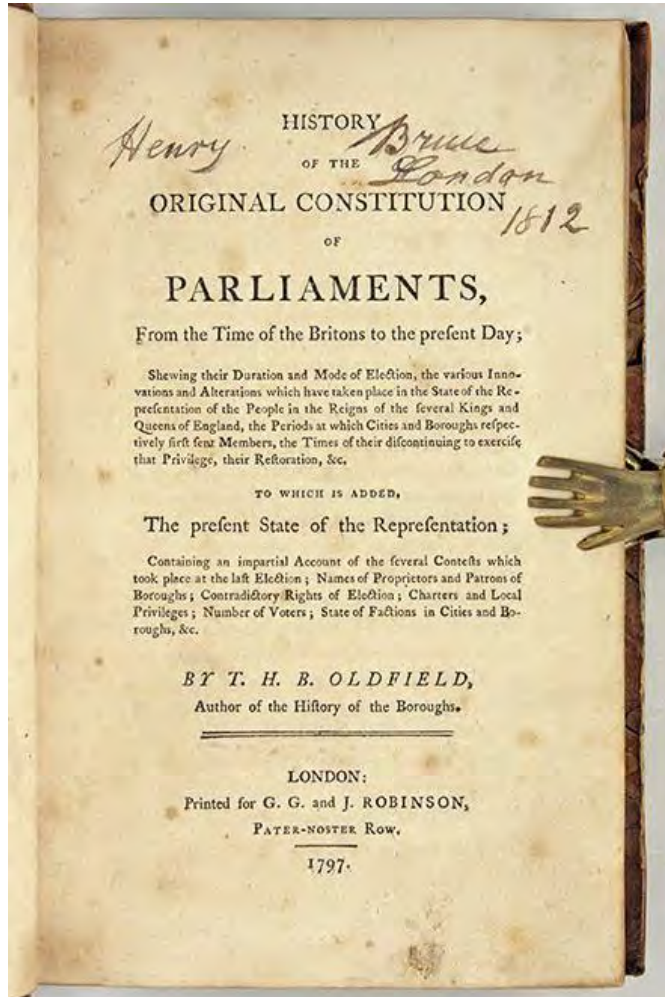 HISTORY
Henry Bruce
OF THE
London
ORIGINAL CONSTITUTION
1812
OF
PARLIAMENTS,
From the Time of the Britons to the preſent Day;
Shewing their Duration and Mode of Election, the various Inno-
vations and Alterations which have taken place in the State of the Re-
preſentation of the People in the Reigns of the ſeveral Kings and
Queens of England, the Periods at which Cities and Boroughs reſpec-
tively firſt ſent Members, the Times of their diſcontinuing to exerciſe
that Privilege, their Reſtoration, &c.
TO WHICH IS ADDED,
The preſent State of the Repreſentation;
Containing an impartial Account of the ſeveral Conteſts which
took place at the laſt Election; Names of Proprietors and Patrons of
Boroughs; Contradictory Rights of Election; Charters and Local
Privileges; Number of Voters; State of Factions in Cities and Bo-
roughs, &c.
BY T. H. B. OLDFIELD,
Author of the Hiſtory of the Boroughs.
LONDON:
Printed for G. G. and J. ROBINSON,
PATER-NOSTER ROW.
1797.